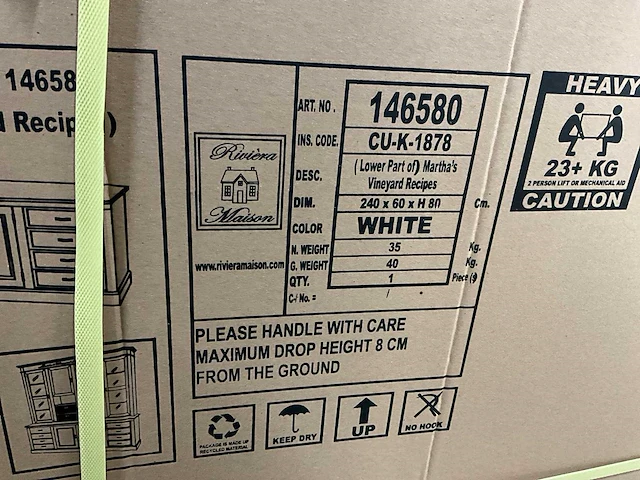 14658
Recip )
Rivièra
Maison
www.rivieramaison.com
ART. NO. 146580
INS. CODE. CU-K-1878
DESC. (Lower Part of) Martha's
Vineyard Recipes
DIM. 240 x 60 x H 80 Cm.
COLOR WHITE
N. WEIGHT 35 Kg.
G. WEIGHT 40 Kg.
QTY. 1 Piece(s)
C/ No. = /
PLEASE HANDLE WITH CARE
MAXIMUM DROP HEIGHT 8 CM
FROM THE GROUND
PACKAGE IS MADE UP
RECYCLED MATERIAL
KEEP DRY
UP
NO HOOK
HEAVY
23+ KG
2 PERSON LIFT OR MECHANICAL AID
CAUTION